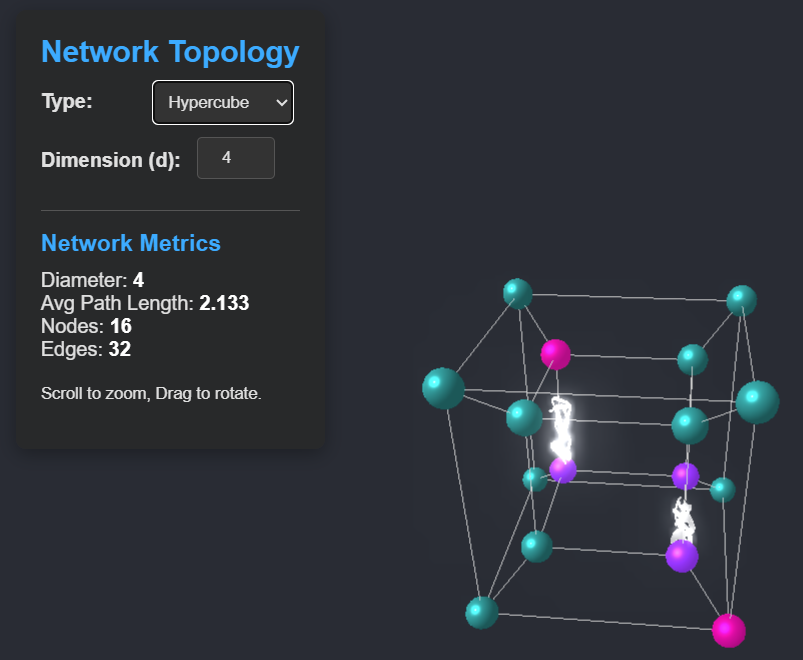 Network Topology
Type: Hypercube
Dimension (d): 4
Network Metrics
Diameter: 4
Avg Path Length: 2.133
Nodes: 16
Edges: 32
Scroll to zoom, Drag to rotate.